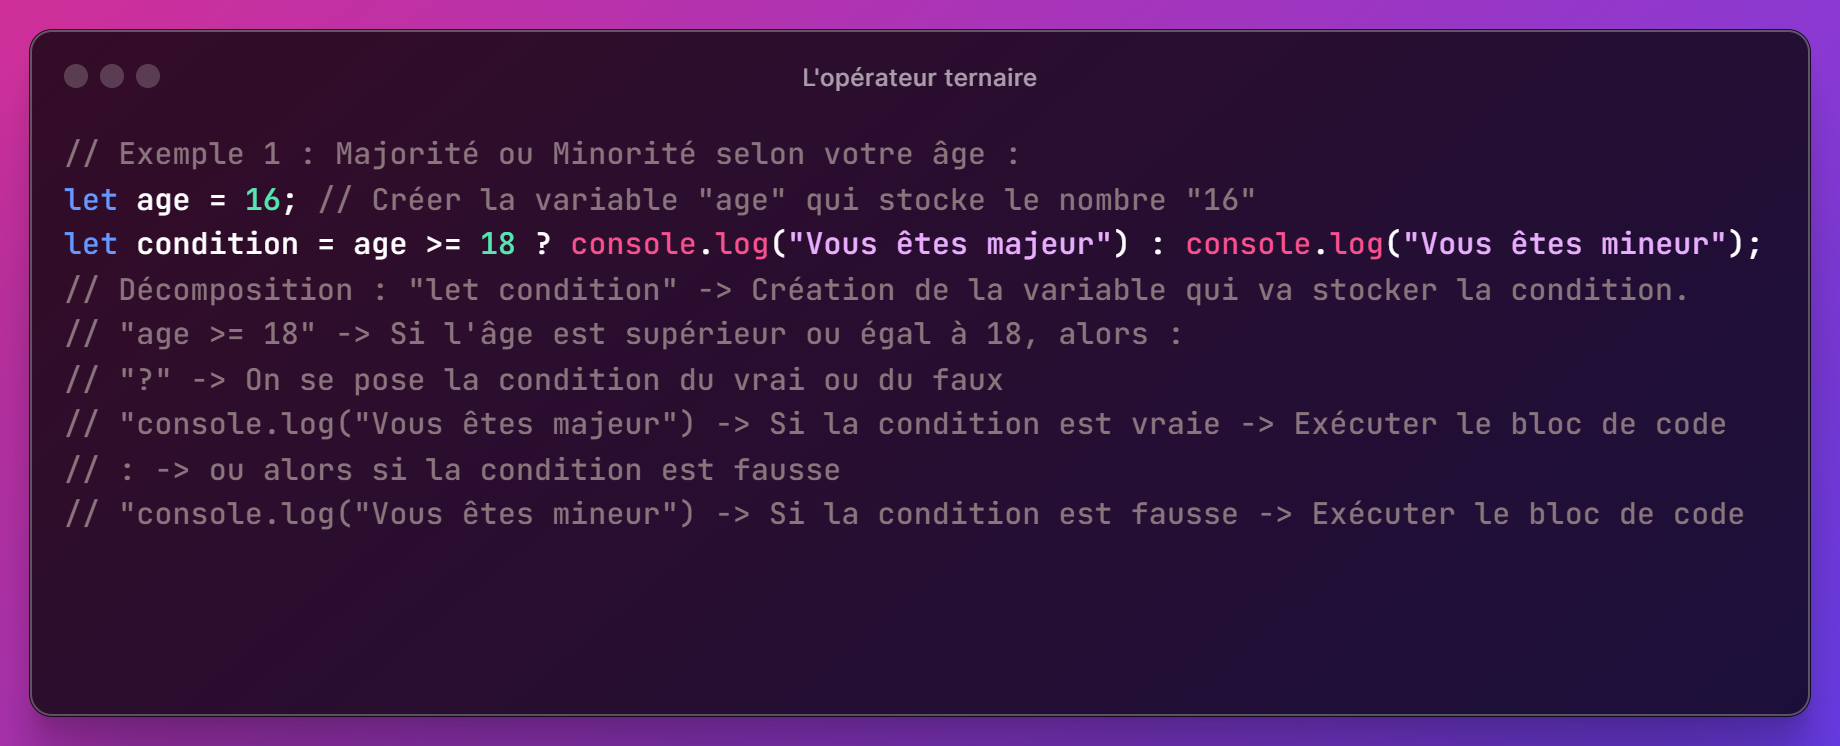 L'opérateur ternaire
// Exemple 1 : Majorité ou Minorité selon votre âge :
let age = 16; // Créer la variable "age" qui stocke le nombre "16"
let condition = age >= 18 ? console.log("Vous êtes majeur") : console.log("Vous êtes mineur");
// Décomposition : "let condition" -> Création de la variable qui va stocker la condition.
// "age >= 18" -> Si l'âge est supérieur ou égal à 18, alors :
// "?" -> On se pose la condition du vrai ou du faux
// "console.log("Vous êtes majeur") -> Si la condition est vraie -> Exécuter le bloc de code
// : -> ou alors si la condition est fausse
// "console.log("Vous êtes mineur") -> Si la condition est fausse -> Exécuter le bloc de code